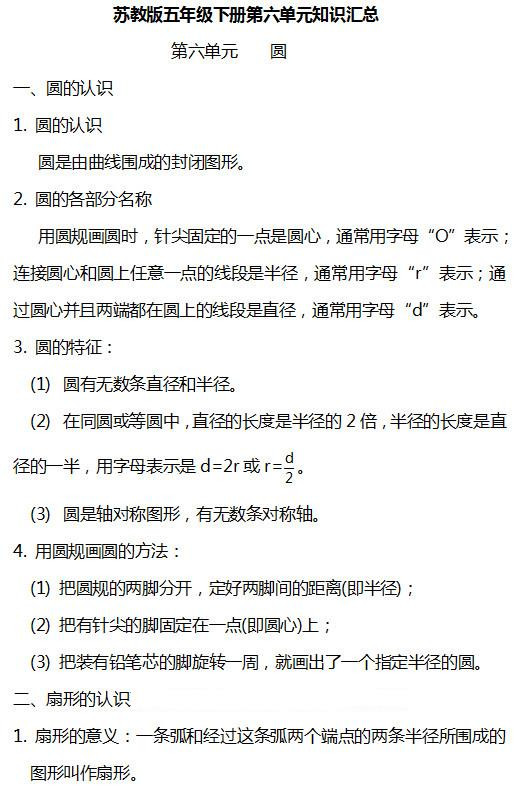 苏教版五年级下册第六单元知识汇总
第六单元 圆
一、圆的认识
1. 圆的认识
圆是由曲线围成的封闭图形。
2. 圆的各部分名称
用圆规画圆时，针尖固定的一点是圆心，通常用字母“O”表示；
连接圆心和圆上任意一点的线段是半径，通常用字母“r”表示；通
过圆心并且两端都在圆上的线段是直径，通常用字母“d”表示。
3. 圆的特征：
(1) 圆有无数条直径和半径。
(2) 在同圆或等圆中，直径的长度是半径的2倍，半径的长度是直
径的一半，用字母表示是d=2r或r=d/2。
(3) 圆是轴对称图形，有无数条对称轴。
4. 用圆规画圆的方法：
(1) 把圆规的两脚分开，定好两脚间的距离(即半径)；
(2) 把有针尖的脚固定在一点(即圆心)上；
(3) 把装有铅笔芯的脚旋转一周，就画出了一个指定半径的圆。
二、扇形的认识
1. 扇形的意义：一条弧和经过这条弧两个端点的两条半径所围成的
图形叫作扇形。